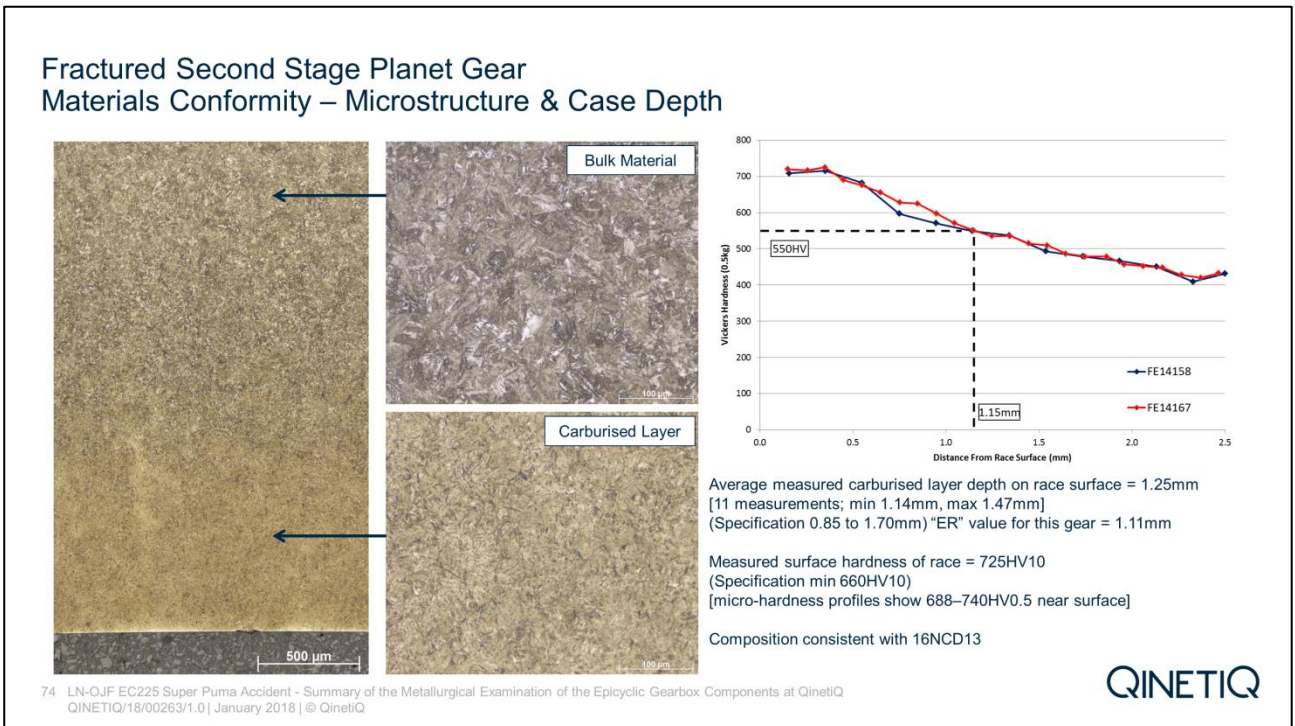 Fractured Second Stage Planet Gear
Materials Conformity – Microstructure & Case Depth
Bulk Material
100 µm
Carburised Layer
100 µm
500 µm
800
700
600
500
400
300
200
100
0
Vickers Hardness (0.5kg)
550HV
1.15mm
FE14158
FE14167
0.0 0.5 1.0 1.5 2.0 2.5
Distance From Race Surface (mm)
Average measured carburised layer depth on race surface = 1.25mm
[11 measurements; min 1.14mm, max 1.47mm]
(Specification 0.85 to 1.70mm) “ER” value for this gear = 1.11mm
Measured surface hardness of race = 725HV10
(Specification min 660HV10)
[micro-hardness profiles show 688–740HV0.5 near surface]
Composition consistent with 16NCD13
74 LN-OJF EC225 Super Puma Accident - Summary of the Metallurgical Examination of the Epicyclic Gearbox Components at QinetiQ
QINETIQ/18/00263/1.0 | January 2018 | © QinetiQ
QINETIQ